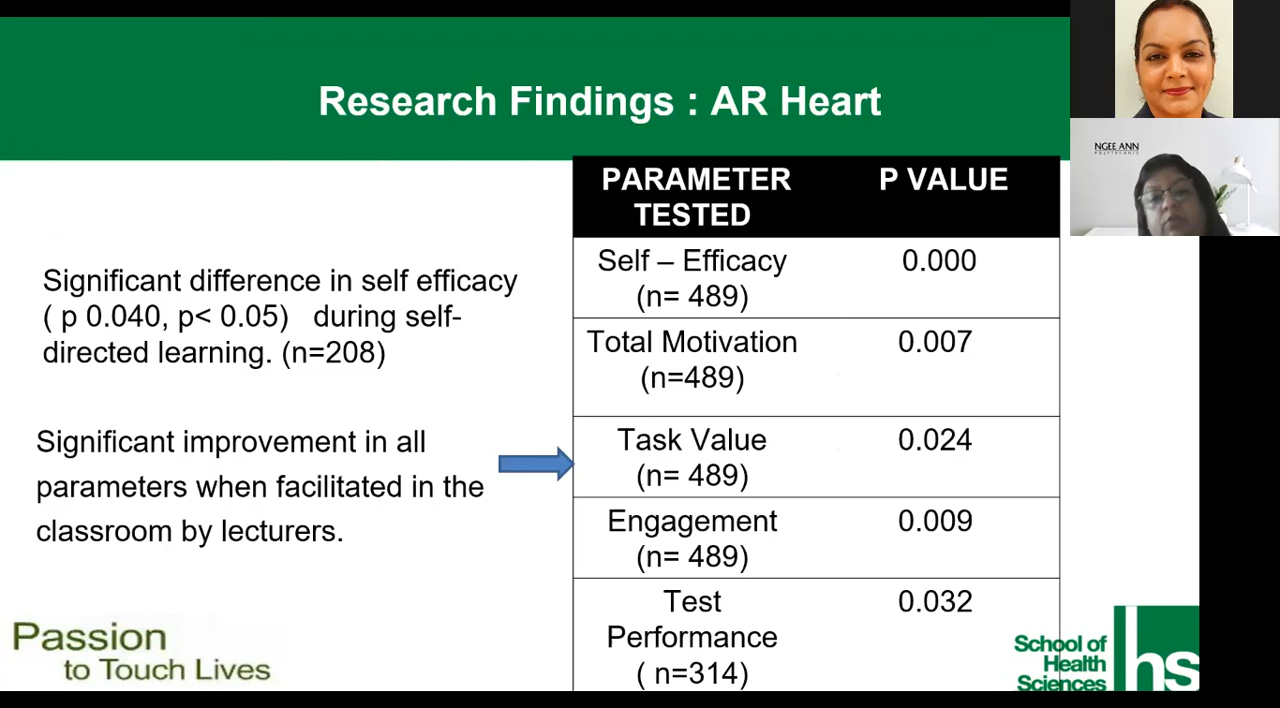 Research Findings : AR Heart
NGEE ANN
POLYTECHNIC
Significant difference in self efficacy
( p 0.040, p< 0.05) during self-
directed learning. (n=208)
Significant improvement in all
parameters when facilitated in the
classroom by lecturers.
PARAMETER
TESTED
P VALUE
Self – Efficacy
(n= 489)
0.000
Total Motivation
(n=489)
0.007
Task Value
(n= 489)
0.024
Engagement
(n= 489)
0.009
Test
Performance
( n=314)
0.032
Passion
to Touch Lives
School of
Health
Sciences
hs